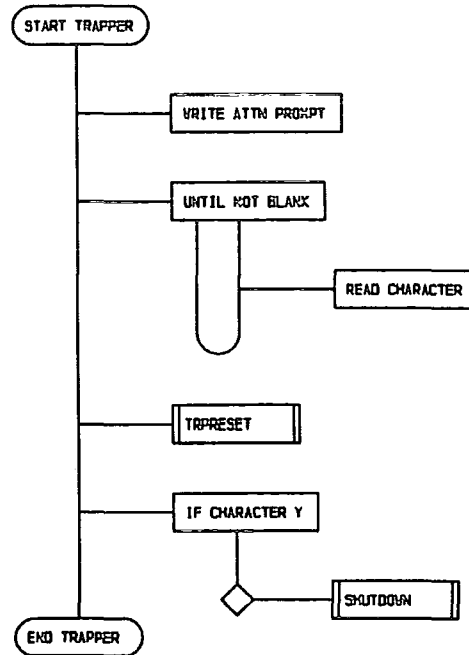 START TRAPPER
WRITE ATTN PROMPT
UNTIL NOT BLANK
READ CHARACTER
TRPRESET
IF CHARACTER Y
SHUTDOWN
END TRAPPER